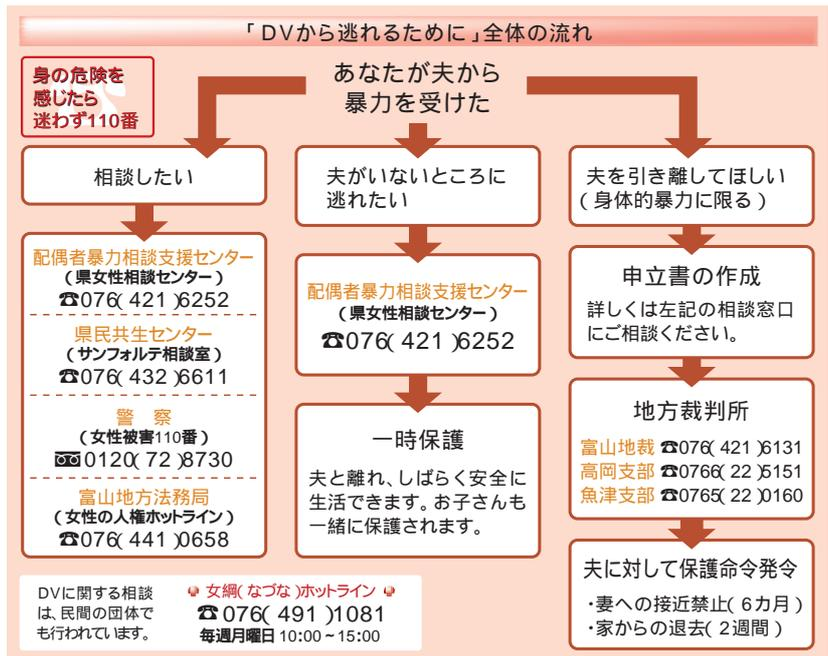 「DVから逃れるために」全体の流れ
身の危険を
感じたら
迷わず110番
あなたが夫から
暴力を受けた
相談したい
配偶者暴力相談支援センター
(県女性相談センター)
☎076(421)6252
県民共生センター
(サンフォルテ相談室)
☎076(432)6611
警　察
(女性被害110番)
0120(72)8730
富山地方法務局
(女性の人権ホットライン)
☎076(441)0658
夫がいないところに
逃れたい
配偶者暴力相談支援センター
(県女性相談センター)
☎076(421)6252
一時保護
夫と離れ、しばらく安全に
生活できます。お子さんも
一緒に保護されます。
夫を引き離してほしい
(身体的暴力に限る)
申立書の作成
詳しくは左記の相談窓口
にご相談ください。
地方裁判所
富山地裁 ☎076(421)6131
高岡支部 ☎0766(22)5151
魚津支部 ☎0765(22)0160
夫に対して保護命令発令
・妻への接近禁止(6カ月)
・家からの退去(2週間)
DVに関する相談
は、民間の団体で
も行われています。
女綱(なづな)ホットライン
☎076(491)1081
毎週月曜日 10:00～15:00